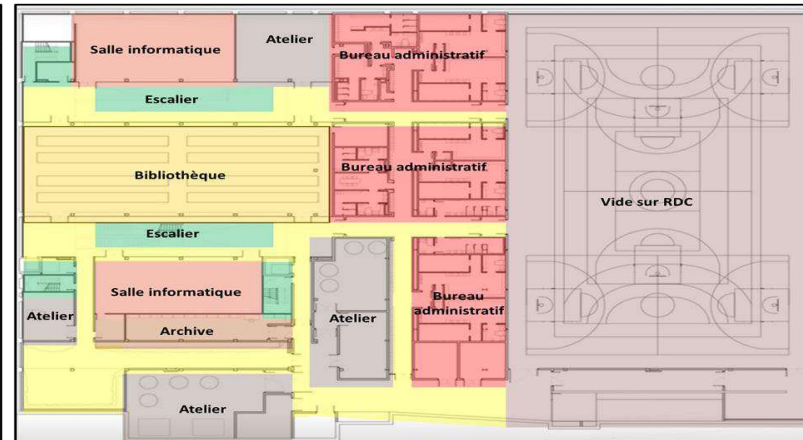 Salle informatique
Atelier
Bureau administratif
Escalier
Bibliothèque
Bureau administratif
Vide sur RDC
Escalier
Salle informatique
Atelier
Archive
Atelier
Bureau
administratif
Atelier